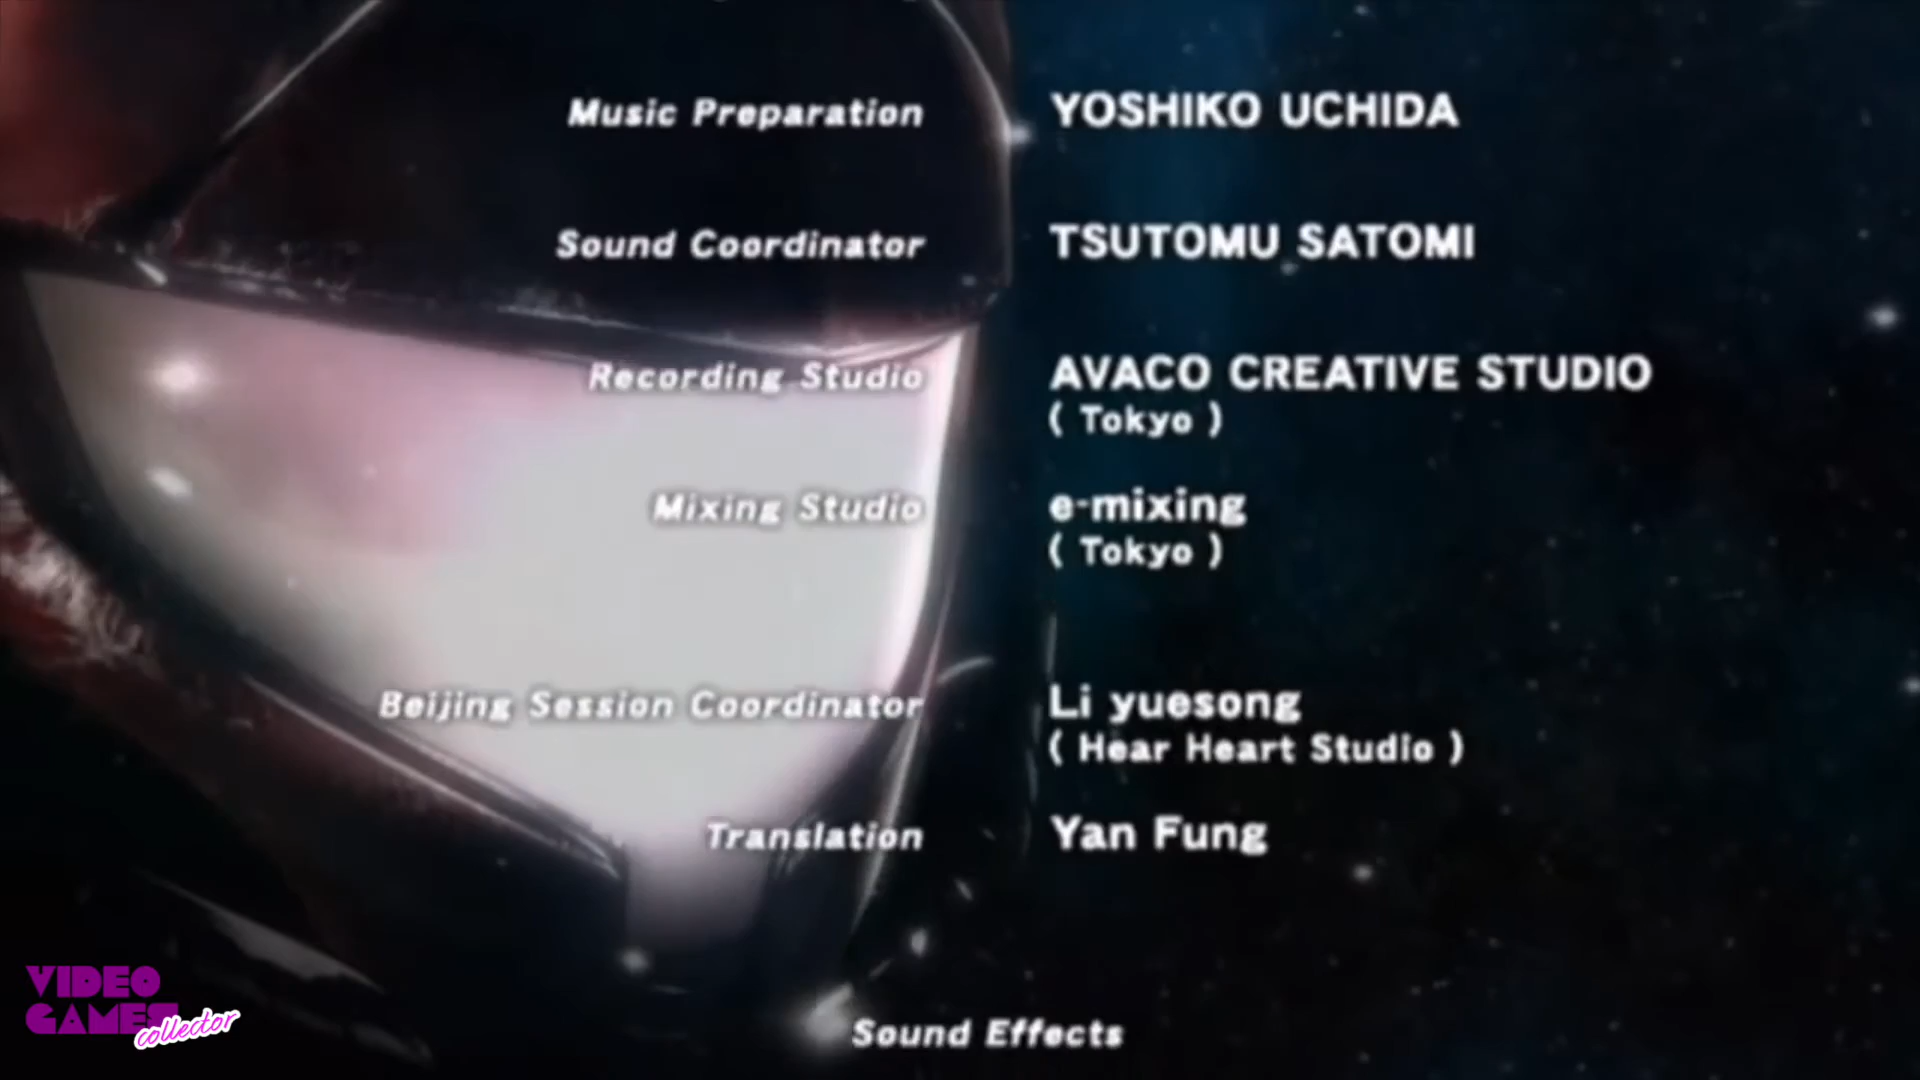 Music Preparation YOSHIKO UCHIDA
Sound Coordinator TSUTOMU SATOMI
Recording Studio AVACO CREATIVE STUDIO
( Tokyo )
Mixing Studio e-mixing
( Tokyo )
Beijing Session Coordinator Li yuesong
( Hear Heart Studio )
Translation Yan Fung
Sound Effects
VIDEO
GAMES
collector